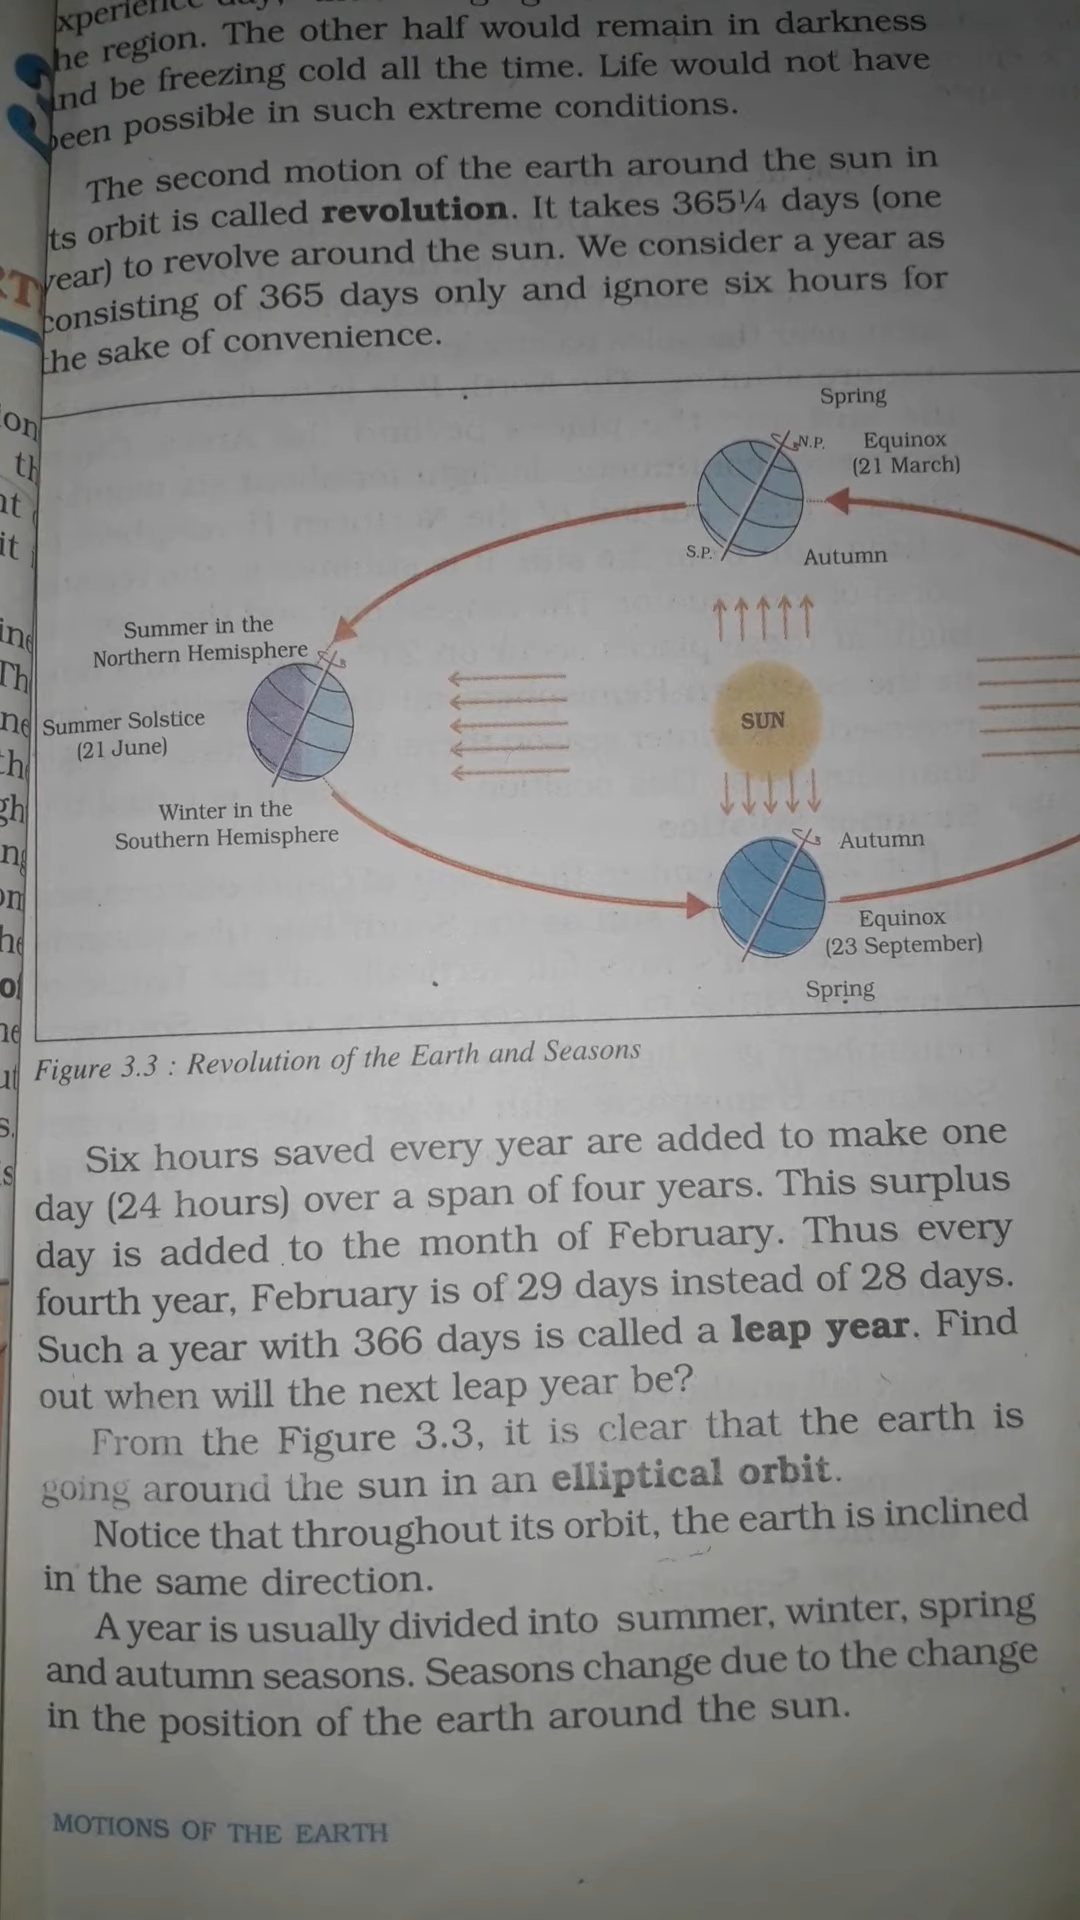 he region. The other half would remain in darkness
and be freezing cold all the time. Life would not have
been possible in such extreme conditions.
The second motion of the earth around the sun in
ts orbit is called revolution. It takes 365¼ days (one
year) to revolve around the sun. We consider a year as
consisting of 365 days only and ignore six hours for
the sake of convenience.
Spring
N.P.
Equinox
(21 March)
S.P.
Autumn
Summer in the
Northern Hemisphere
Summer Solstice
(21 June)
SUN
Winter in the
Southern Hemisphere
Autumn
Equinox
(23 September)
Spring
Figure 3.3 : Revolution of the Earth and Seasons
Six hours saved every year are added to make one
day (24 hours) over a span of four years. This surplus
day is added to the month of February. Thus every
fourth year, February is of 29 days instead of 28 days.
Such a year with 366 days is called a leap year. Find
out when will the next leap year be?
From the Figure 3.3, it is clear that the earth is
going around the sun in an elliptical orbit.
Notice that throughout its orbit, the earth is inclined
in the same direction.
A year is usually divided into summer, winter, spring
and autumn seasons. Seasons change due to the change
in the position of the earth around the sun.
MOTIONS OF THE EARTH